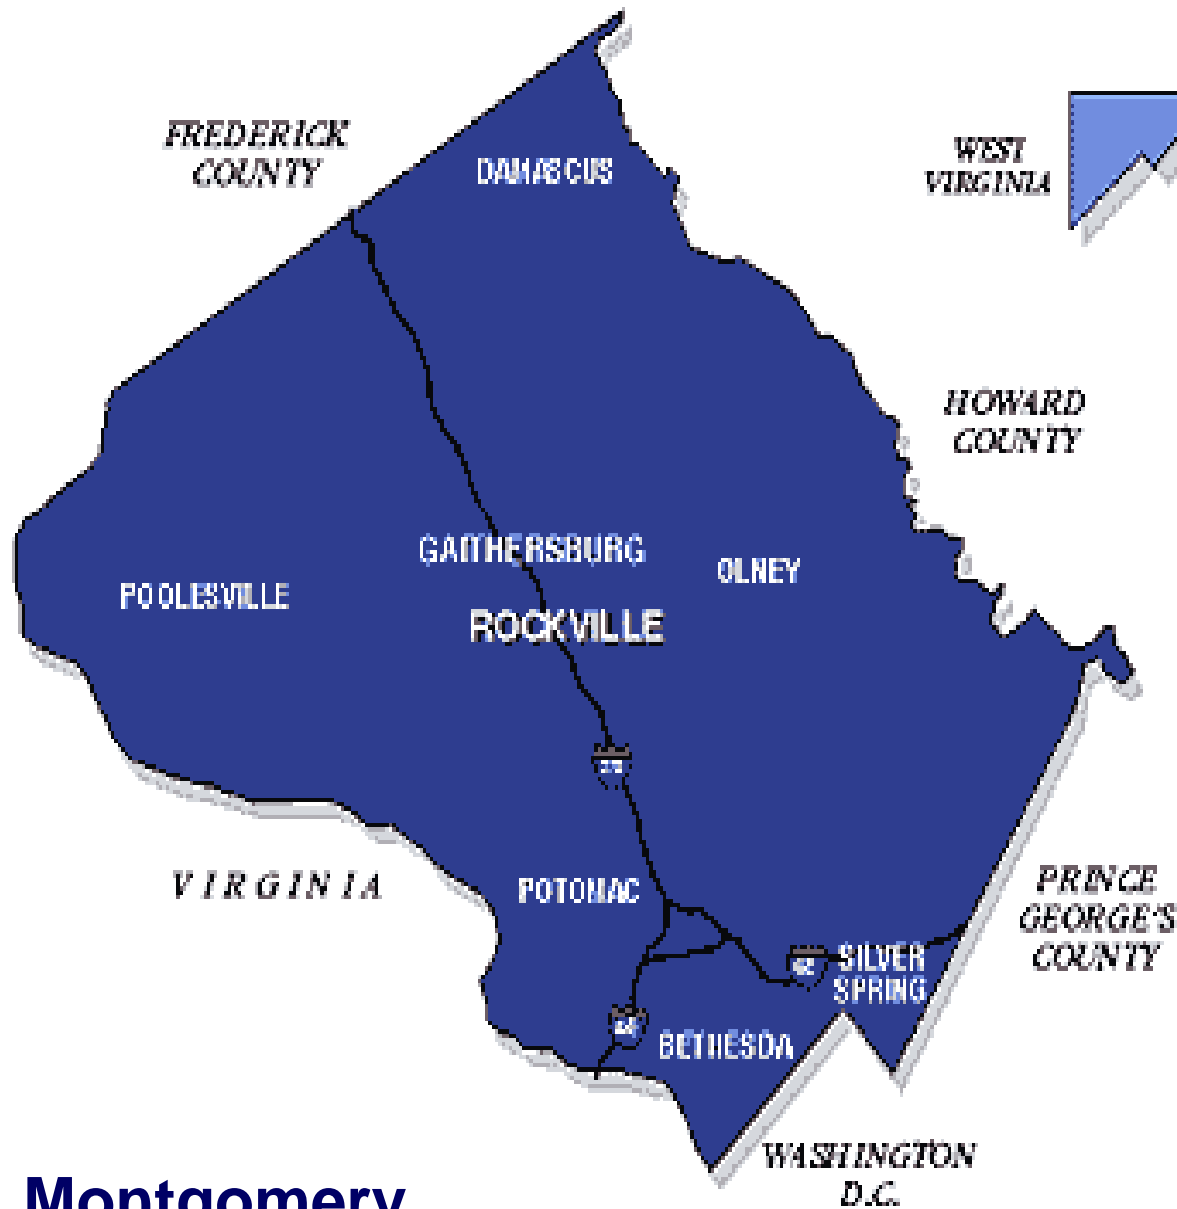 FREDERICK
COUNTY
DAMASCUS
WEST
VIRGINIA
HOWARD
COUNTY
GAITHERSBURG
OLNEY
POOLESVILLE
ROCKVILLE
VIRGINIA
POTOMAC
PRINCE
GEORGE'S
COUNTY
SILVER
SPRING
BETHESDA
WASHINGTON
D.C.
Montgomery